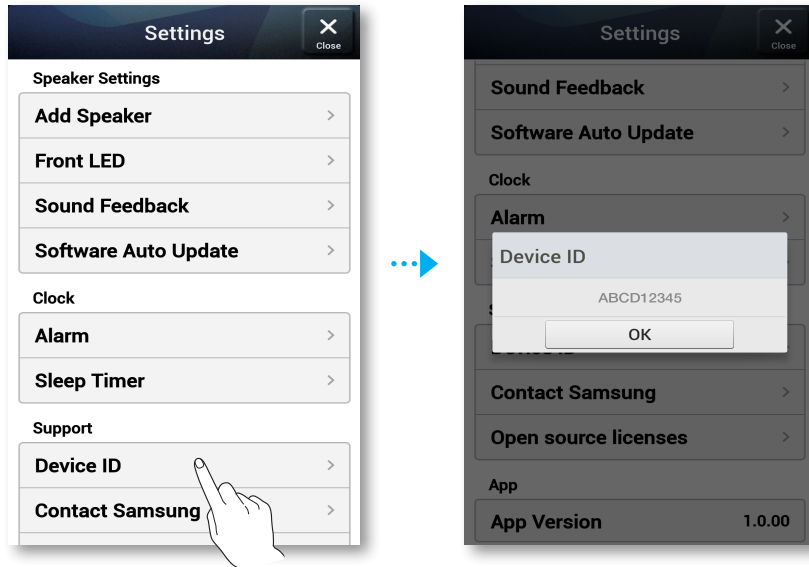 Settings
Close
Speaker Settings
Add Speaker
Front LED
Sound Feedback
Software Auto Update
Clock
Alarm
Sleep Timer
Support
Device ID
Contact Samsung
Settings
Close
Sound Feedback
Software Auto Update
Clock
Alarm
Device ID
ABCD12345
OK
Device ID
Contact Samsung
Open source licenses
App
App Version 1.0.00